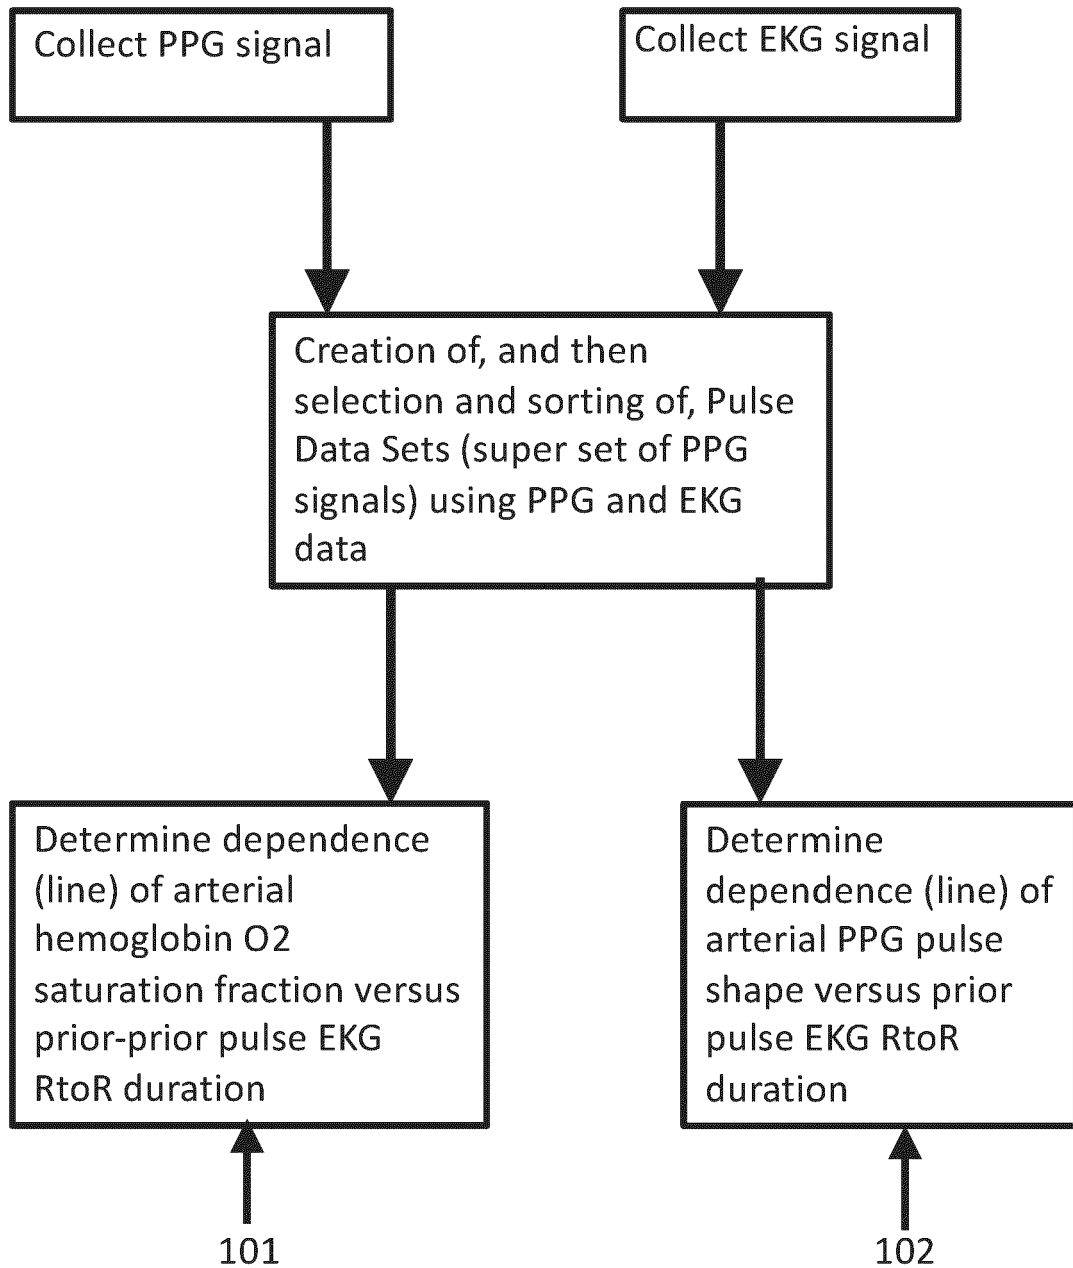 Collect PPG signal
Collect EKG signal
Creation of, and then
selection and sorting of, Pulse
Data Sets (super set of PPG
signals) using PPG and EKG
data
Determine dependence
(line) of arterial
hemoglobin O2
saturation fraction versus
prior-prior pulse EKG
RtoR duration
Determine
dependence (line) of
arterial PPG pulse
shape versus prior
pulse EKG RtoR
duration
101
102